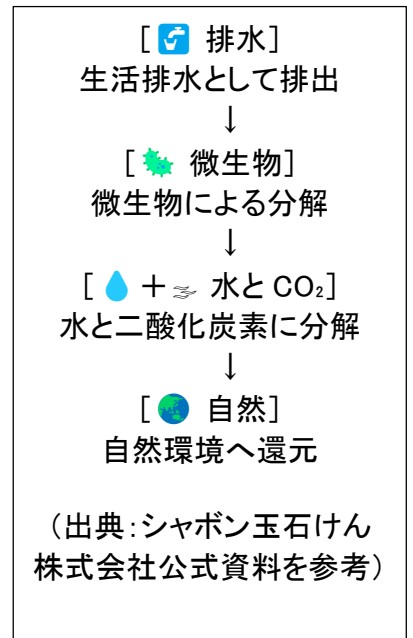 [🚰 排水]
生活排水として排出
↓
[🦠 微生物]
微生物による分解
↓
[💧＋🌫 水と CO₂]
水と二酸化炭素に分解
↓
[🌏 自然]
自然環境へ還元
（出典：シャボン玉石けん
株式会社公式資料を参考）